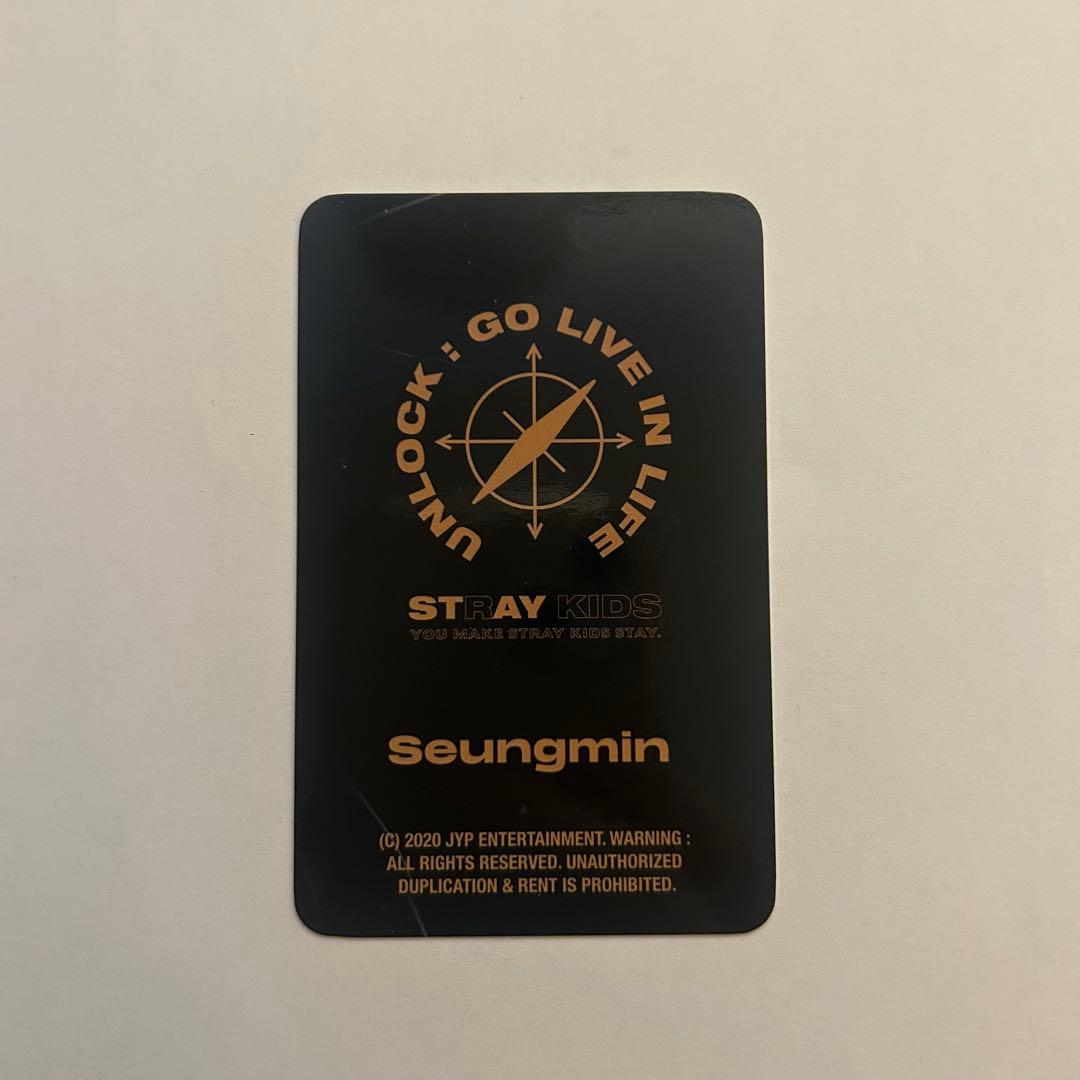 UNLOCK : GO LIVE IN LIFE
STRAY KIDS
YOU MAKE STRAY KIDS STAY.
Seungmin
(C) 2020 JYP ENTERTAINMENT. WARNING :
ALL RIGHTS RESERVED. UNAUTHORIZED
DUPLICATION & RENT IS PROHIBITED.